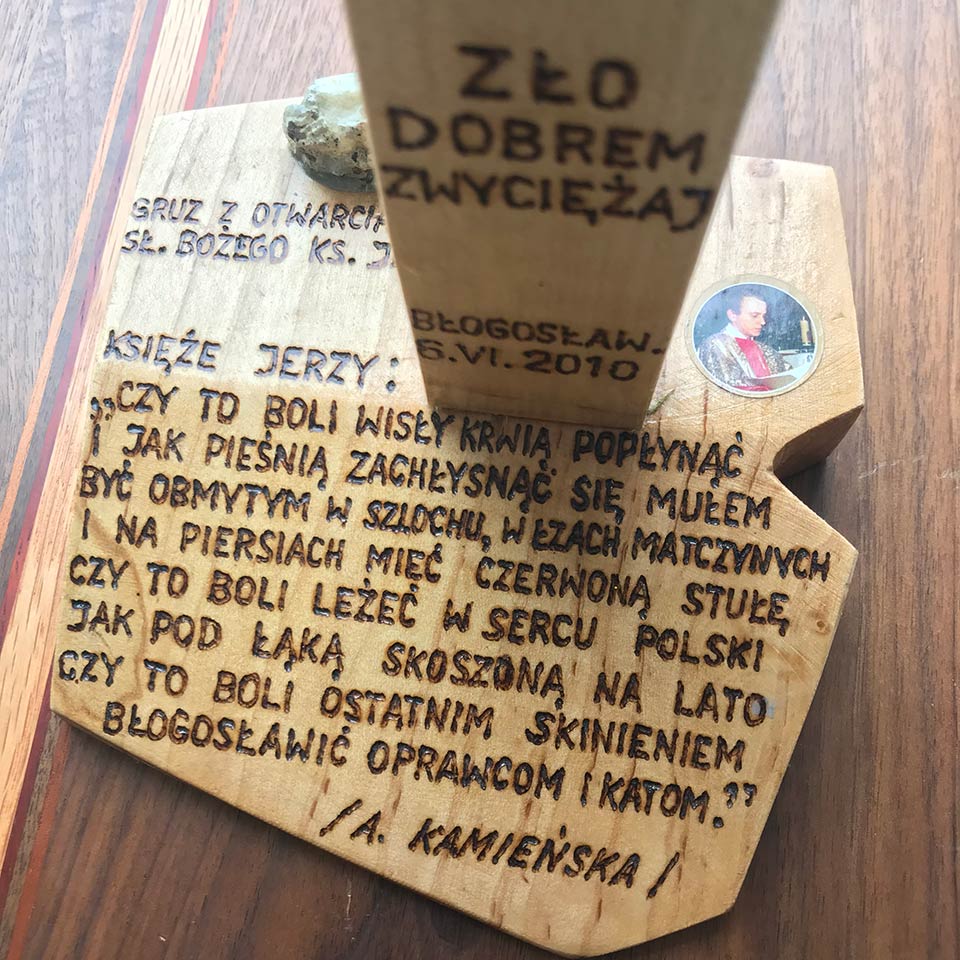 ZŁO
DOBREM
ZWYCIĘŻAJ
BŁOGOSŁAW.
6.VI.2010
GRUZ Z OTWARCIA
SŁ. BOŻEGO KS. J.
KSIĘŻE JERZY:
„CZY TO BOLI WISŁY KRWIĄ POPŁYNĄĆ
I JAK PIEŚNIĄ ZACHŁYSNĄĆ SIĘ MUŁEM
BYĆ OBMYTYM W SZLOCHU, W ŁZACH MATCZYNYCH
I NA PIERSIACH MIĘĆ CZERWONĄ STUŁĘ
CZY TO BOLI LEŻEĆ W SERCU POLSKI
JAK POD ŁĄKĄ SKOSZONĄ NA LATO
CZY TO BOLI OSTATNIM SKINIENIEM
BŁOGOSŁAWIĆ OPRAWCOM I KATOM?”
/A. KAMIEŃSKA/